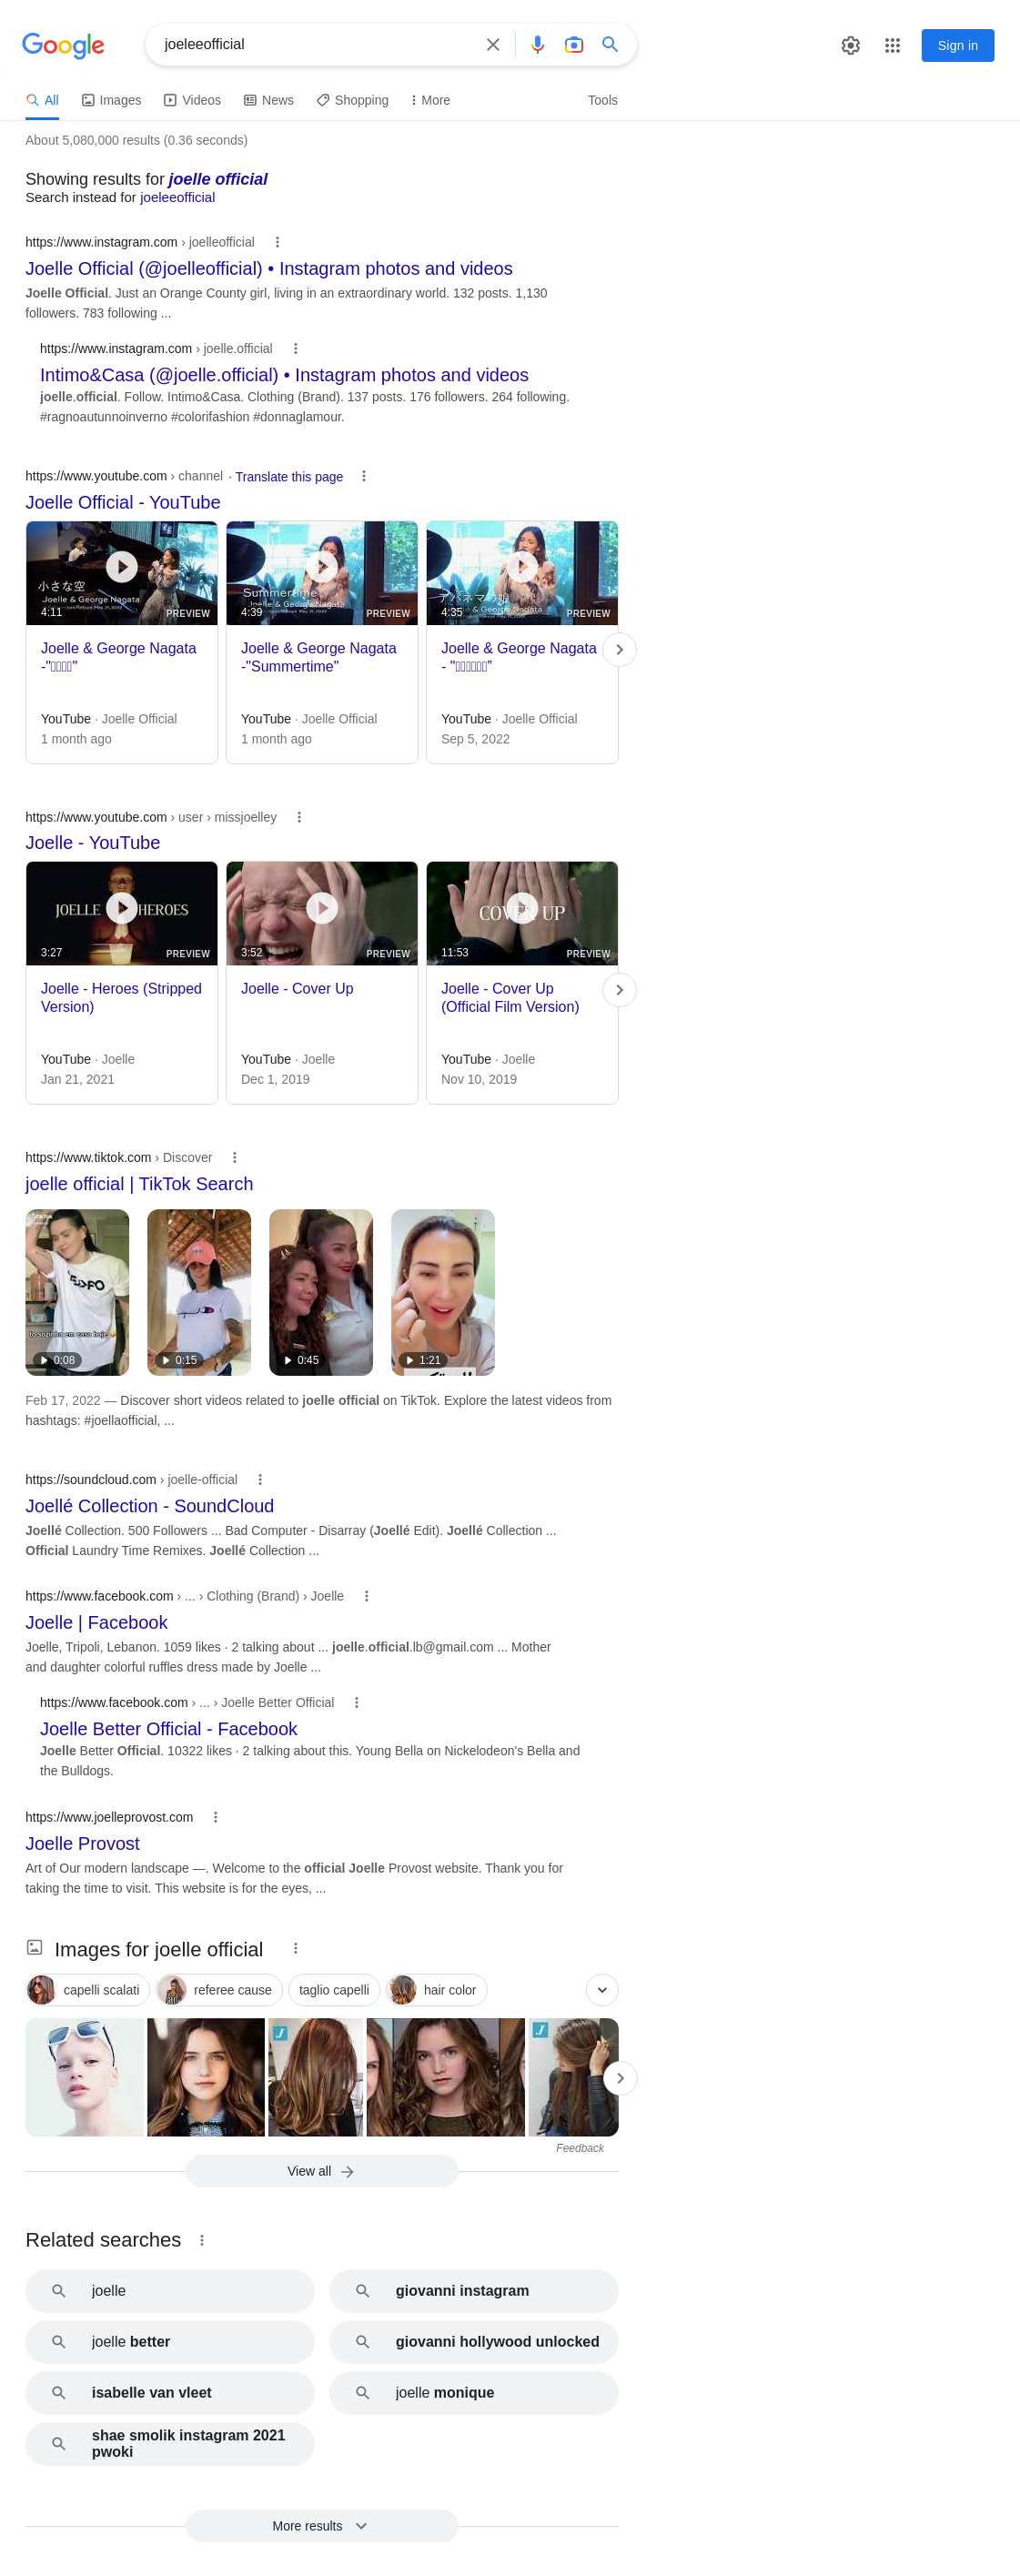 Google
joeleeofficial
Sign in
All
Images
Videos
News
Shopping
More
Tools
About 5,080,000 results (0.36 seconds)
Showing results for joelle official
Search instead for joeleeofficial
https://www.instagram.com › joelleofficial
Joelle Official (@joelleofficial) • Instagram photos and videos
Joelle Official. Just an Orange County girl, living in an extraordinary world. 132 posts. 1,130
followers. 783 following ...
https://www.instagram.com › joelle.official
Intimo&Casa (@joelle.official) • Instagram photos and videos
joelle.official. Follow. Intimo&Casa. Clothing (Brand). 137 posts. 176 followers. 264 following.
#ragnoautunnoinverno #colorifashion #donnaglamour.
https://www.youtube.com › channel · Translate this page
Joelle Official - YouTube
小さな空
Joelle & George Nagata
4:11
PREVIEW
Joelle & George Nagata
-"▯▯▯▯"
YouTube · Joelle Official
1 month ago
Summertime
Joelle & George Nagata
4:39
PREVIEW
Joelle & George Nagata
-"Summertime"
YouTube · Joelle Official
1 month ago
& George Nagata
4:35
PREVIEW
Joelle & George Nagata
- "▯▯▯▯▯▯”
YouTube · Joelle Official
Sep 5, 2022
https://www.youtube.com › user › missjoelley
Joelle - YouTube
JOELLE HEROES
3:27
PREVIEW
Joelle - Heroes (Stripped
Version)
YouTube · Joelle
Jan 21, 2021
3:52
PREVIEW
Joelle - Cover Up
YouTube · Joelle
Dec 1, 2019
COVER UP
11:53
PREVIEW
Joelle - Cover Up
(Official Film Version)
YouTube · Joelle
Nov 10, 2019
https://www.tiktok.com › Discover
joelle official | TikTok Search
to sozinha em casa hoje
0:08
0:15
0:45
1:21
Feb 17, 2022 — Discover short videos related to joelle official on TikTok. Explore the latest videos from
hashtags: #joellaofficial, ...
https://soundcloud.com › joelle-official
Joellé Collection - SoundCloud
Joellé Collection. 500 Followers ... Bad Computer - Disarray (Joellé Edit). Joellé Collection ...
Official Laundry Time Remixes. Joellé Collection ...
https://www.facebook.com › ... › Clothing (Brand) › Joelle
Joelle | Facebook
Joelle, Tripoli, Lebanon. 1059 likes · 2 talking about ... joelle.official.lb@gmail.com ... Mother
and daughter colorful ruffles dress made by Joelle ...
https://www.facebook.com › ... › Joelle Better Official
Joelle Better Official - Facebook
Joelle Better Official. 10322 likes · 2 talking about this. Young Bella on Nickelodeon's Bella and
the Bulldogs.
https://www.joelleprovost.com
Joelle Provost
Art of Our modern landscape —. Welcome to the official Joelle Provost website. Thank you for
taking the time to visit. This website is for the eyes, ...
Images for joelle official
capelli scalati
referee cause
taglio capelli
hair color
Feedback
View all
Related searches
joelle
giovanni instagram
joelle better
giovanni hollywood unlocked
isabelle van vleet
joelle monique
shae smolik instagram 2021
pwoki
More results